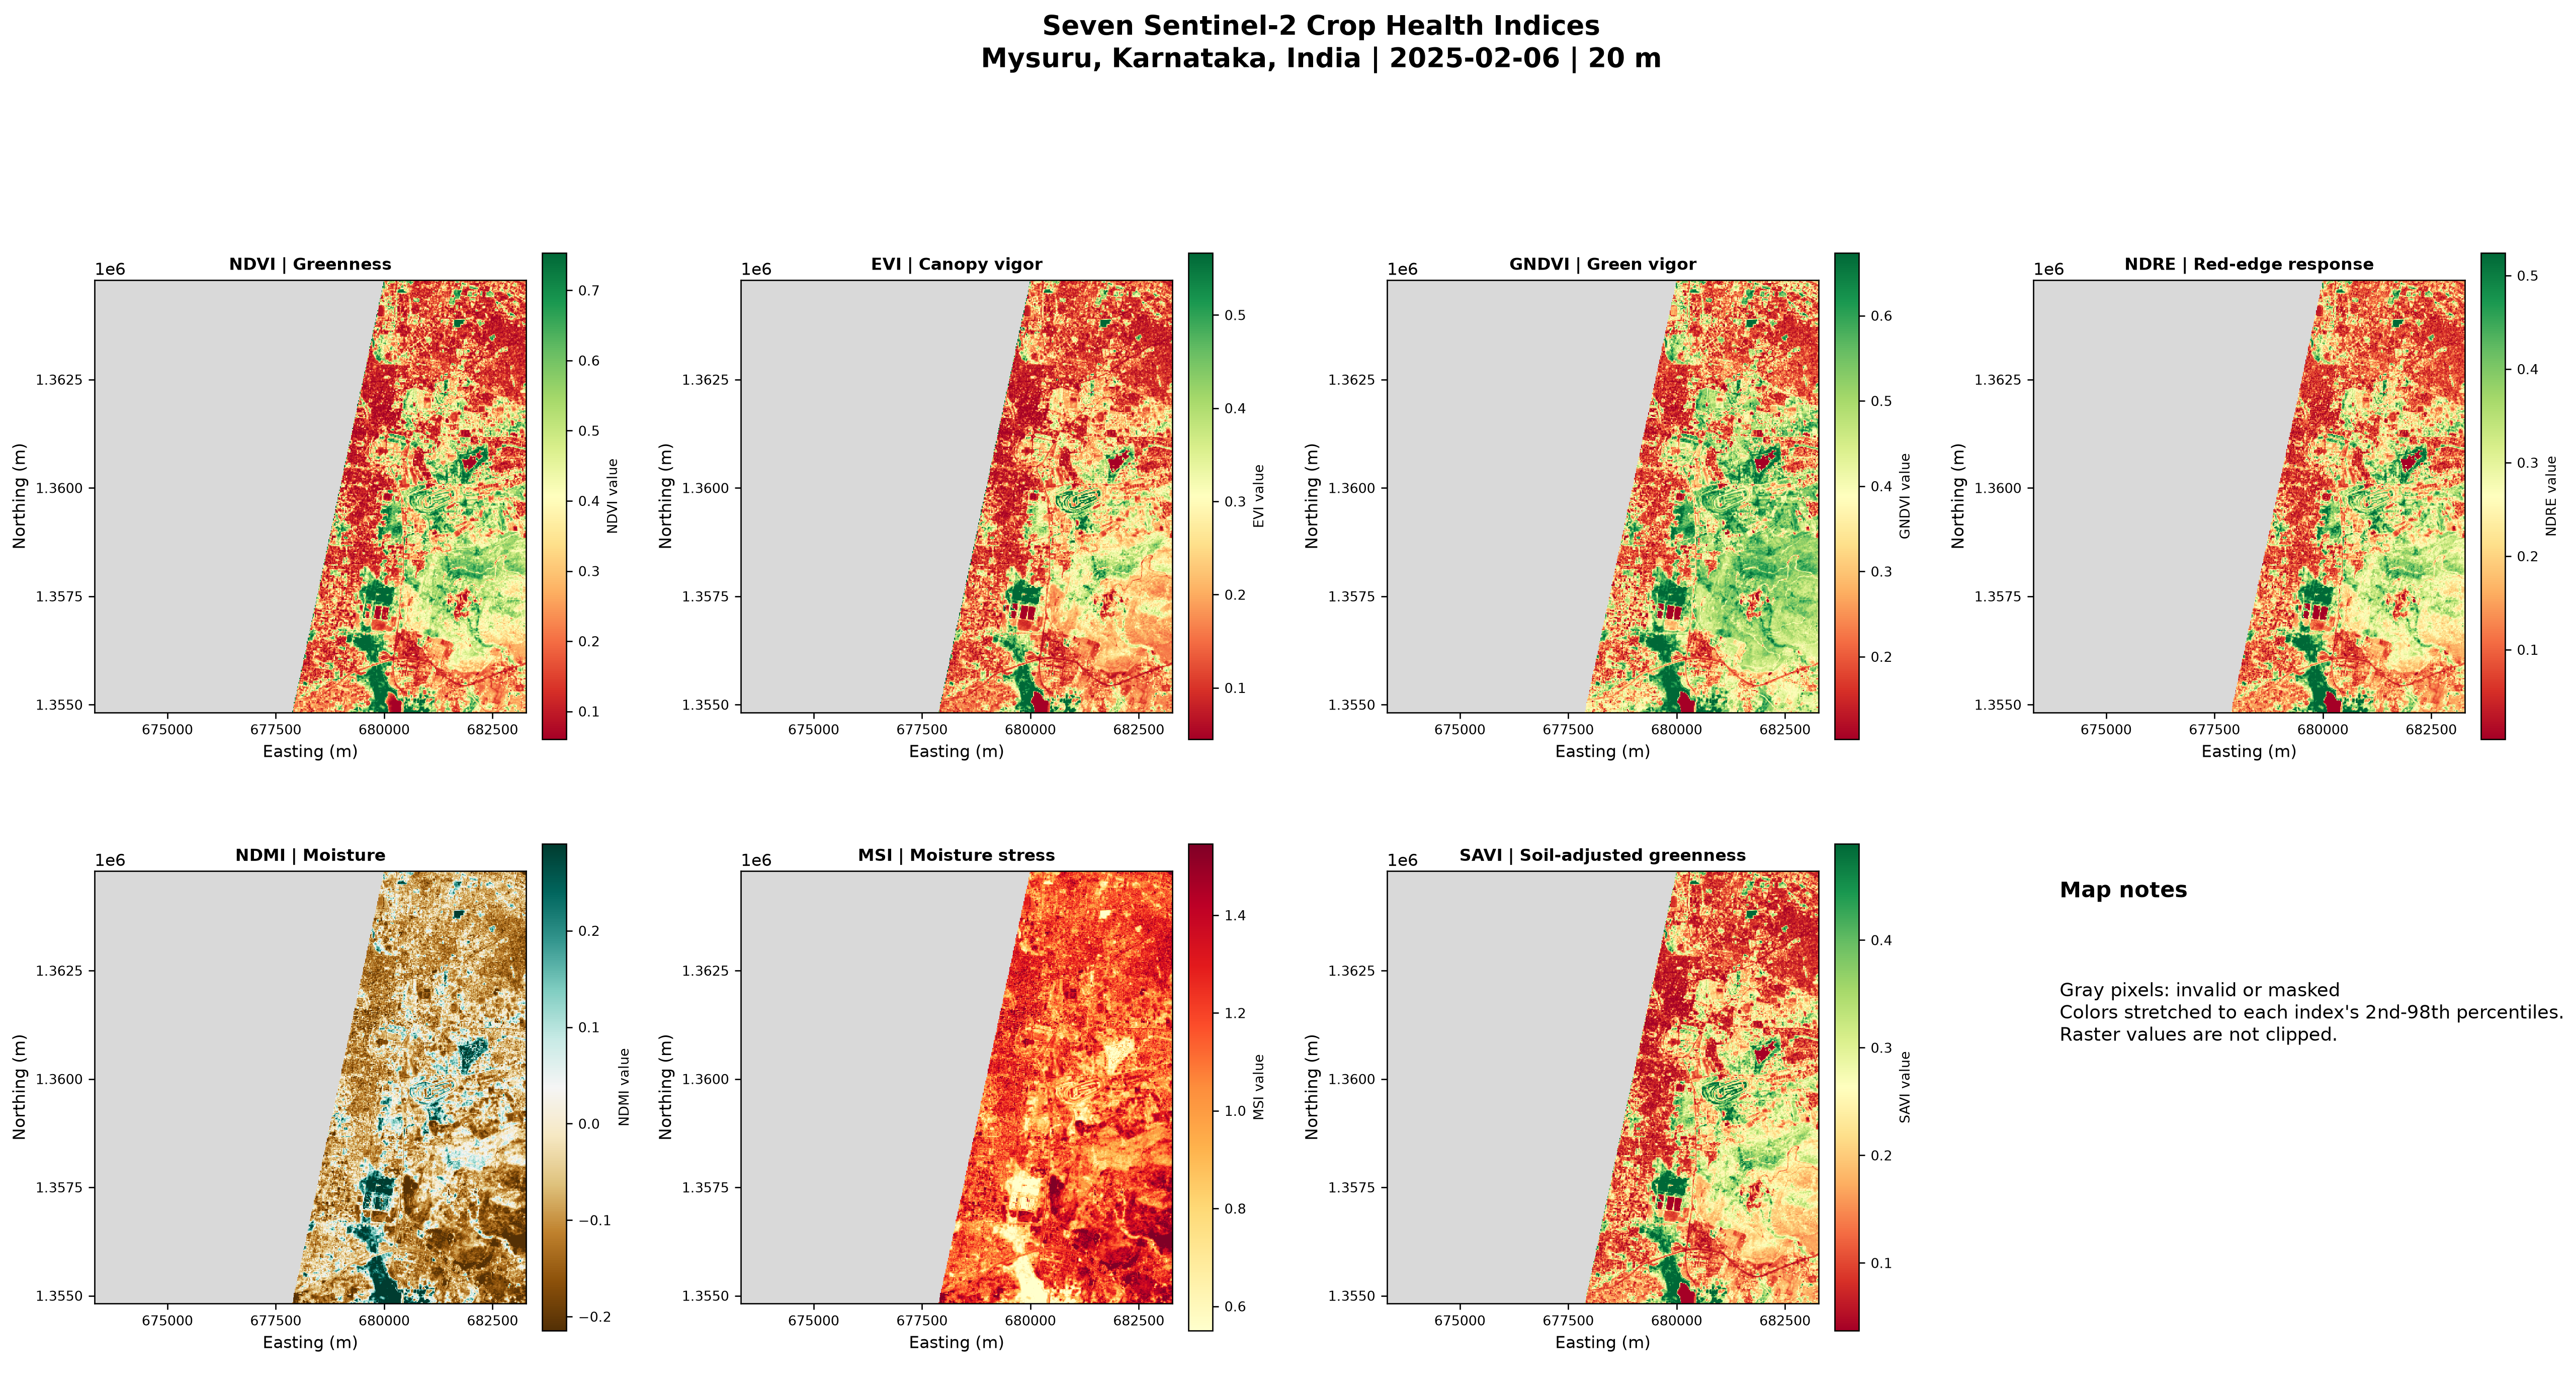 Seven Sentinel-2 Crop Health Indices
Mysuru, Karnataka, India | 2025-02-06 | 20 m
NDVI | Greenness
1e6
1.3625
1.3600
1.3575
1.3550
Northing (m)
675000 677500 680000 682500
Easting (m)
0.7
0.6
0.5
0.4
0.3
0.2
0.1
NDVI value
EVI | Canopy vigor
1e6
1.3625
1.3600
1.3575
1.3550
Northing (m)
675000 677500 680000 682500
Easting (m)
0.5
0.4
0.3
0.2
0.1
EVI value
GNDVI | Green vigor
1e6
1.3625
1.3600
1.3575
1.3550
Northing (m)
675000 677500 680000 682500
Easting (m)
0.6
0.5
0.4
0.3
0.2
GNDVI value
NDRE | Red-edge response
1e6
1.3625
1.3600
1.3575
1.3550
Northing (m)
675000 677500 680000 682500
Easting (m)
0.5
0.4
0.3
0.2
0.1
NDRE value
NDMI | Moisture
1e6
1.3625
1.3600
1.3575
1.3550
Northing (m)
675000 677500 680000 682500
Easting (m)
0.2
0.1
0.0
−0.1
−0.2
NDMI value
MSI | Moisture stress
1e6
1.3625
1.3600
1.3575
1.3550
Northing (m)
675000 677500 680000 682500
Easting (m)
1.4
1.2
1.0
0.8
0.6
MSI value
SAVI | Soil-adjusted greenness
1e6
1.3625
1.3600
1.3575
1.3550
Northing (m)
675000 677500 680000 682500
Easting (m)
0.4
0.3
0.2
0.1
SAVI value
Map notes
Gray pixels: invalid or masked
Colors stretched to each index's 2nd-98th percentiles.
Raster values are not clipped.